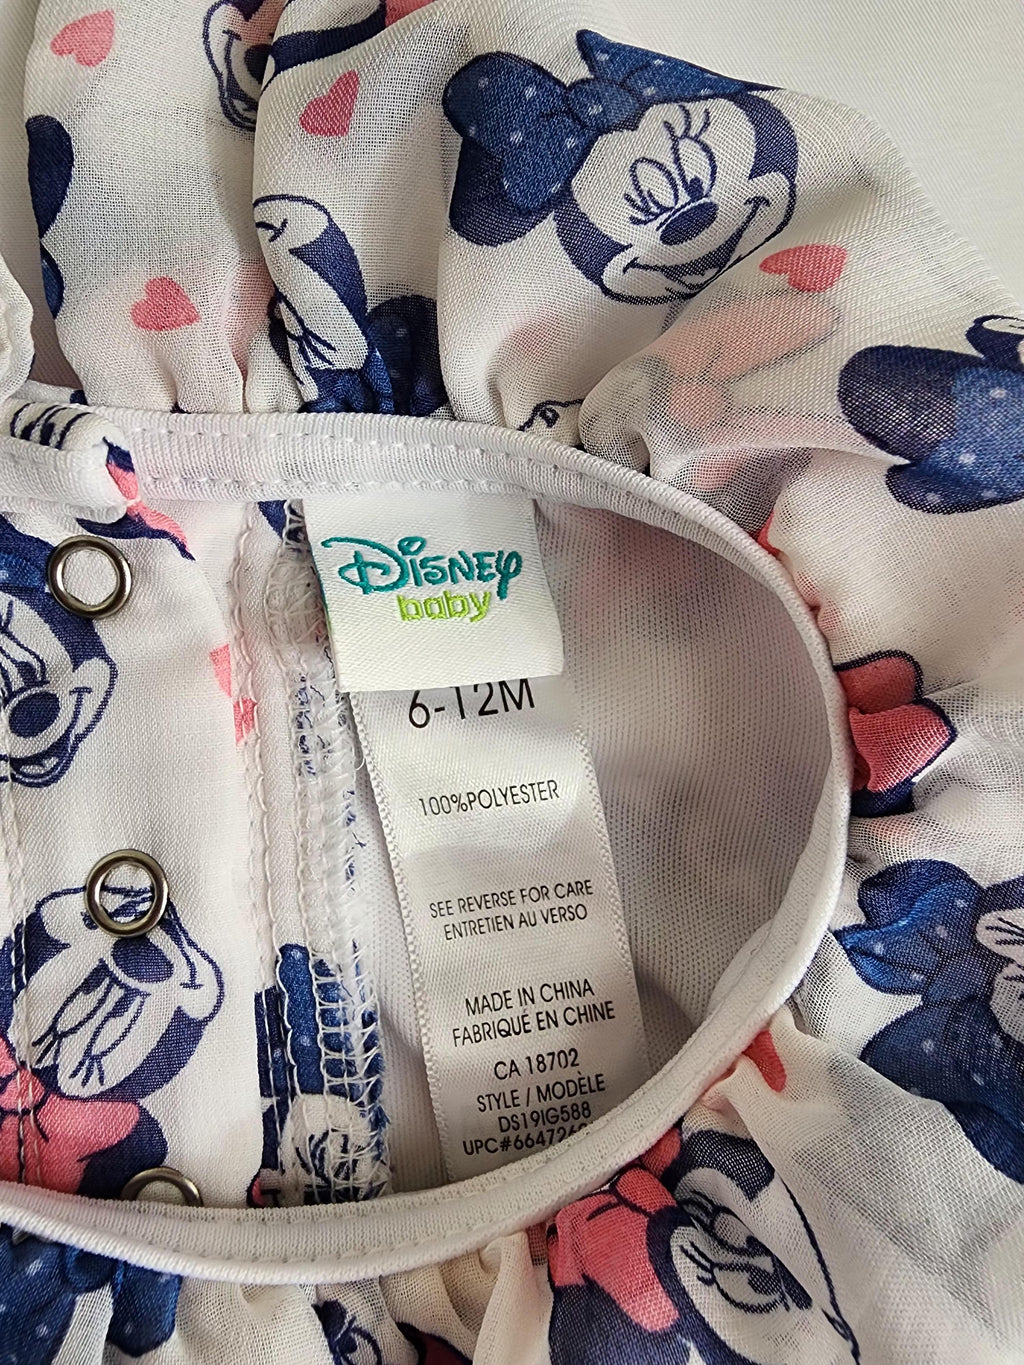 Disney
baby
6-12M
100%POLYESTER
SEE REVERSE FOR CARE
ENTRETIEN AU VERSO
MADE IN CHINA
FABRIQUÉ EN CHINE
CA 18702
STYLE / MODÈLE
DS19IG588
UPC#